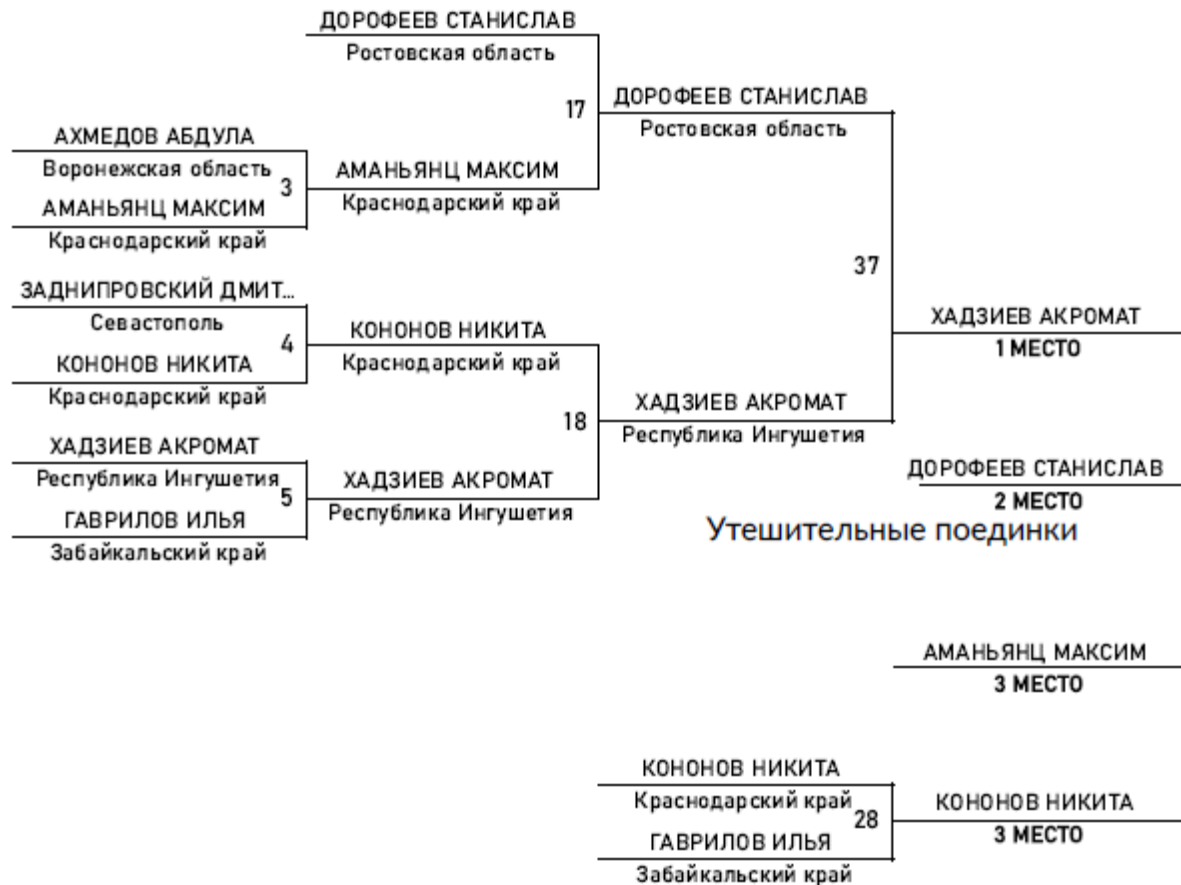 ДОРОФЕЕВ СТАНИСЛАВ
Ростовская область
17
ДОРОФЕЕВ СТАНИСЛАВ
Ростовская область
АХМЕДОВ АБДУЛА
Воронежская область
3
АМАНЬЯНЦ МАКСИМ
Краснодарский край
АМАНЬЯНЦ МАКСИМ
Краснодарский край
37
ЗАДНИПРОВСКИЙ ДМИТ...
Севастополь
4
КОНОНОВ НИКИТА
Краснодарский край
КОНОНОВ НИКИТА
Краснодарский край
ХАДЗИЕВ АКРОМАТ
1 МЕСТО
18
ХАДЗИЕВ АКРОМАТ
Республика Ингушетия
ХАДЗИЕВ АКРОМАТ
Республика Ингушетия
5
ГАВРИЛОВ ИЛЬЯ
Забайкальский край
ХАДЗИЕВ АКРОМАТ
Республика Ингушетия
ДОРОФЕЕВ СТАНИСЛАВ
2 МЕСТО
Утешительные поединки
АМАНЬЯНЦ МАКСИМ
3 МЕСТО
КОНОНОВ НИКИТА
Краснодарский край
28
ГАВРИЛОВ ИЛЬЯ
Забайкальский край
КОНОНОВ НИКИТА
3 МЕСТО